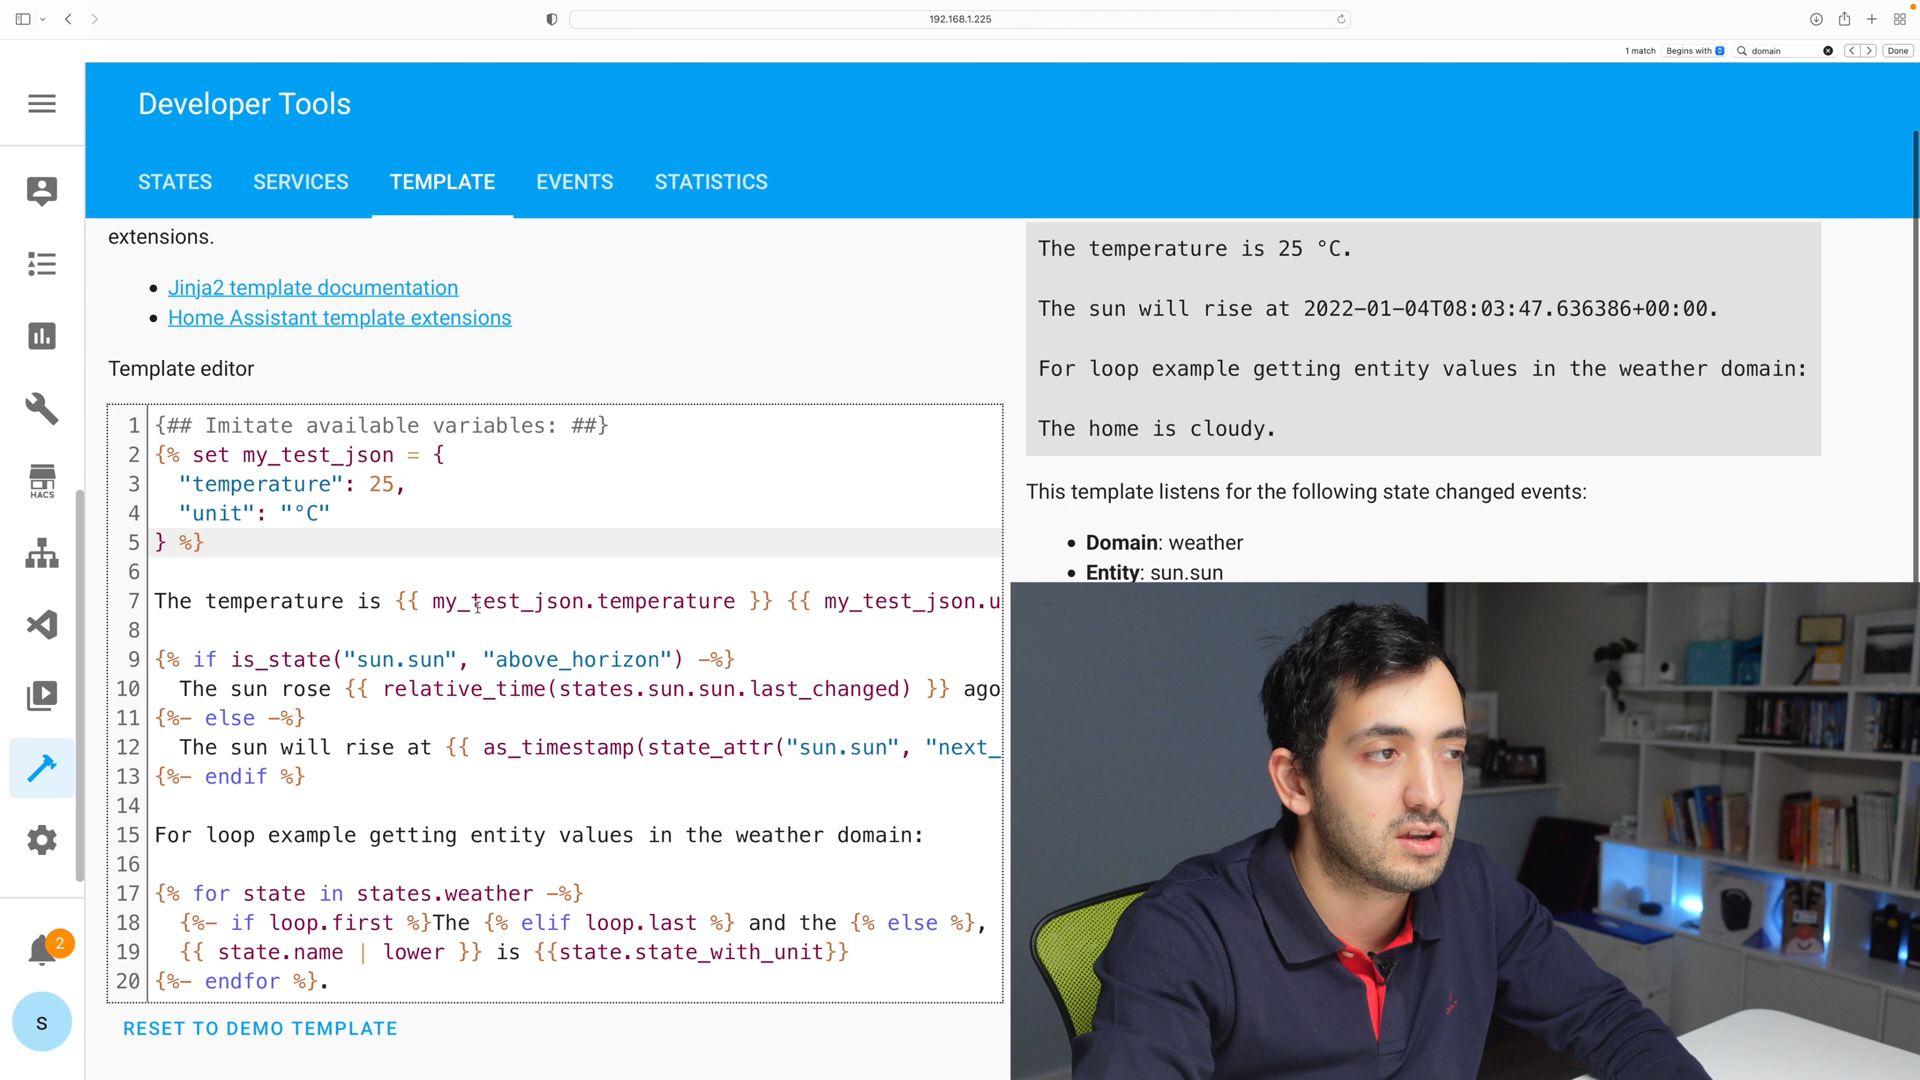 192.168.1.225
1 match Begins with domain Done
Developer Tools
STATES SERVICES TEMPLATE EVENTS STATISTICS
extensions.
Jinja2 template documentation
Home Assistant template extensions
Template editor
1 {## Imitate available variables: ##}
2 {% set my_test_json = {
3 "temperature": 25,
4 "unit": "°C"
5 } %}
6
7 The temperature is {{ my_test_json.temperature }} {{ my_test_json.u
8
9 {% if is_state("sun.sun", "above_horizon") -%}
10 The sun rose {{ relative_time(states.sun.sun.last_changed) }} ago
11 {%- else -%}
12 The sun will rise at {{ as_timestamp(state_attr("sun.sun", "next_
13 {%- endif %}
14
15 For loop example getting entity values in the weather domain:
16
17 {% for state in states.weather -%}
18 {%- if loop.first %}The {% elif loop.last %} and the {% else %},
19 {{ state.name | lower }} is {{state.state_with_unit}}
20 {%- endfor %}.
RESET TO DEMO TEMPLATE
The temperature is 25 °C.
The sun will rise at 2022-01-04T08:03:47.636386+00:00.
For loop example getting entity values in the weather domain:
The home is cloudy.
This template listens for the following state changed events:
Domain: weather
Entity: sun.sun
HACS
2
S